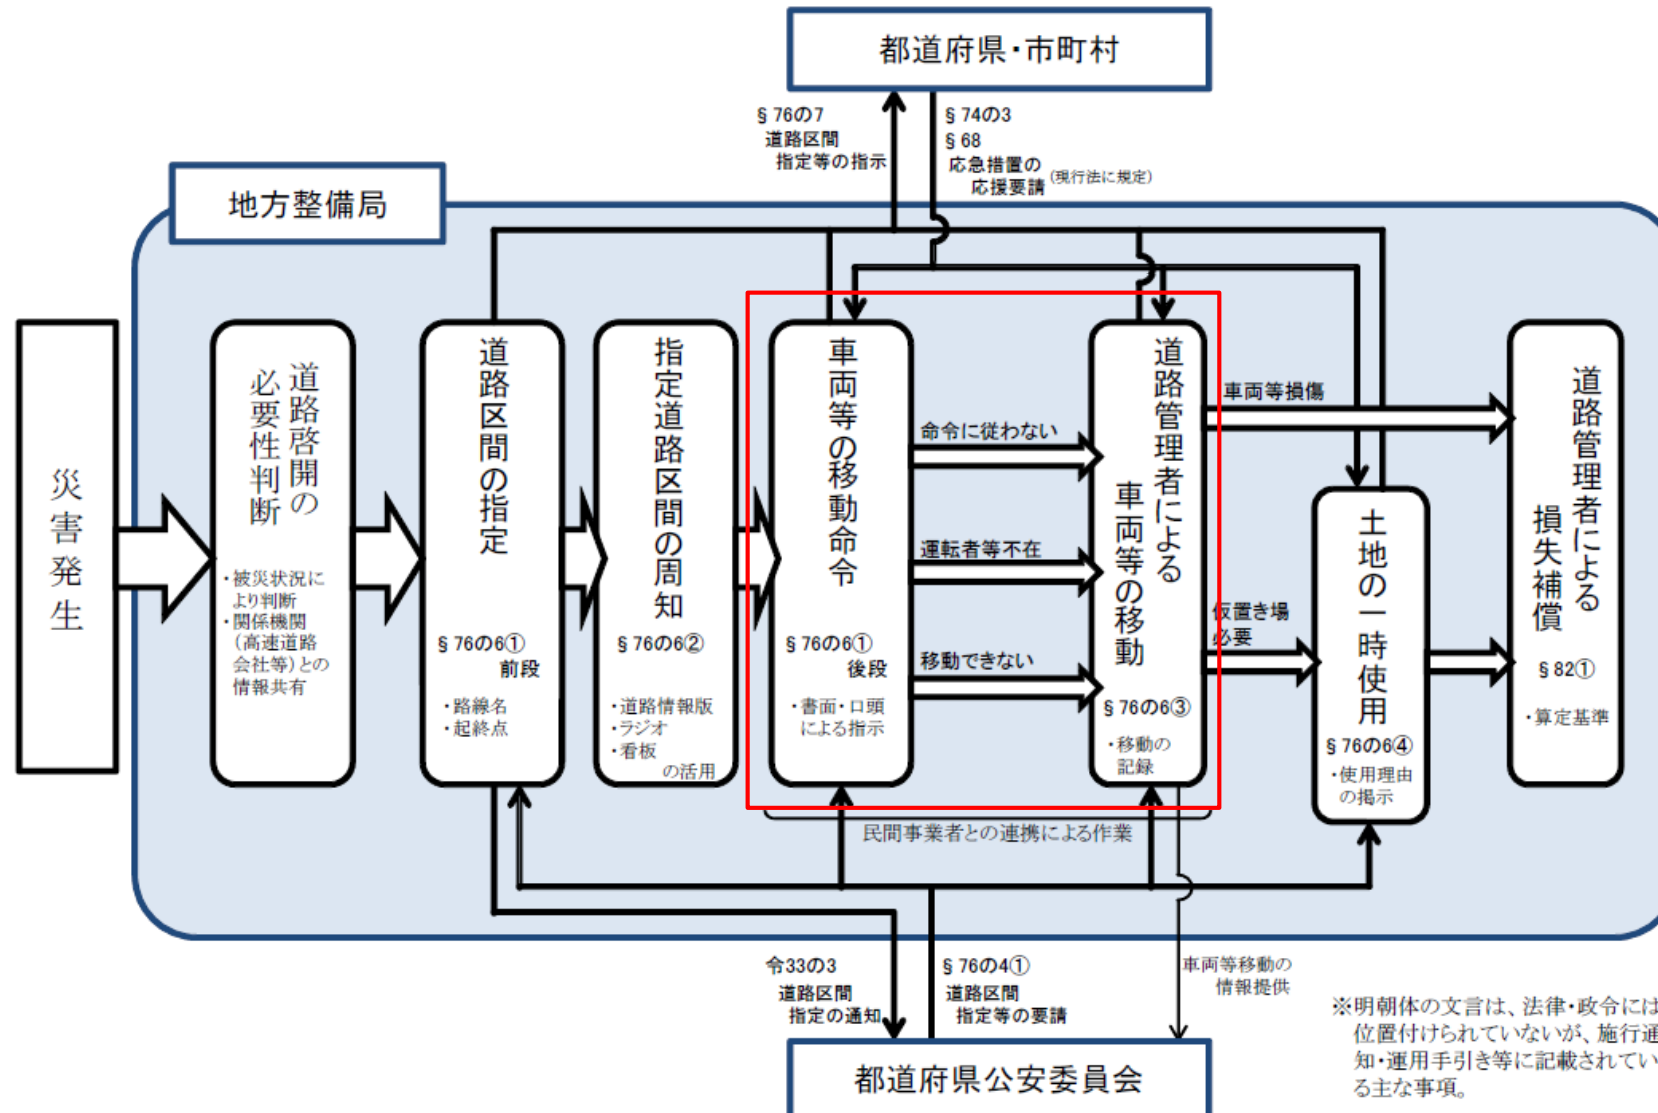 都道府県・市町村
§76の7
道路区間
指定等の指示
§74の3
§68
応急措置の
応援要請
(現行法に規定)
地方整備局
災害発生
道路啓開の
必要性判断
・被災状況に
より判断
・関係機関
(高速道路
会社等)との
情報共有
道路区間の指定
§76の6①
前段
・路線名
・起終点
指定道路区間の周知
§76の6②
・道路情報版
・ラジオ
・看板
の活用
車両等の移動命令
§76の6①
後段
・書面・口頭
による指示
命令に従わない
運転者等不在
移動できない
道路管理者による
車両等の移動
§76の6③
・移動の
記録
車両等損傷
仮置き場
必要
土地の一時使用
§76の6④
・使用理由
の掲示
道路管理者による
損失補償
§82①
・算定基準
民間事業者との連携による作業
令33の3
道路区間
指定の通知
§76の4①
道路区間
指定等の要請
車両等移動の
情報提供
都道府県公安委員会
※明朝体の文言は、法律・政令には
位置付けられていないが、施行通
知・運用手引き等に記載されてい
る主な事項。